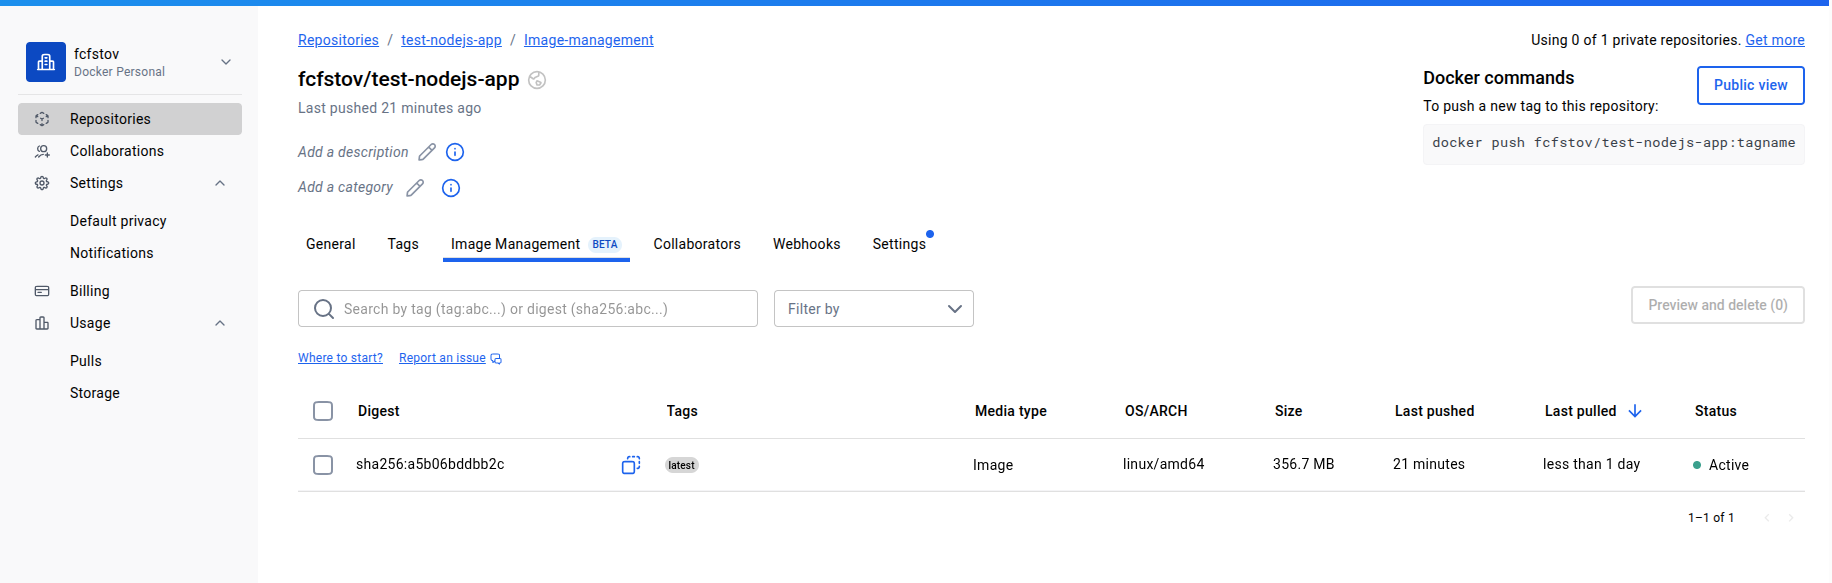 fcfstov
Docker Personal
Repositories
Collaborations
Settings
Default privacy
Notifications
Billing
Usage
Pulls
Storage
Repositories / test-nodejs-app / Image-management
Using 0 of 1 private repositories. Get more
fcfstov/test-nodejs-app
Last pushed 21 minutes ago
Add a description
Add a category
Docker commands
Public view
To push a new tag to this repository:
docker push fcfstov/test-nodejs-app:tagname
General Tags Image Management BETA Collaborators Webhooks Settings
Search by tag (tag:abc...) or digest (sha256:abc...) Filter by Preview and delete (0)
Where to start? Report an issue
Digest Tags Media type OS/ARCH Size Last pushed Last pulled Status
sha256:a5b06bddbb2c latest Image linux/amd64 356.7 MB 21 minutes less than 1 day Active
1–1 of 1